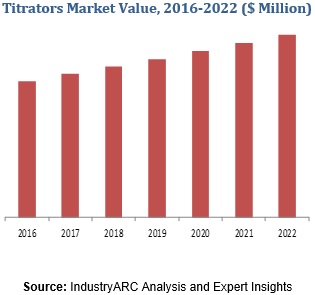 Titrators Market Value, 2016-2022 ($ Million)
2016 2017 2018 2019 2020 2021 2022
Source: IndustryARC Analysis and Expert Insights